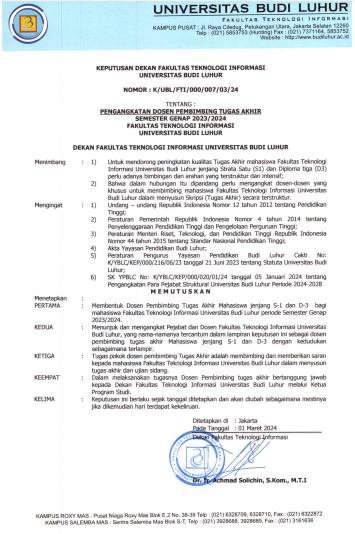 UNIVERSITAS BUDI LUHUR
FAKULTAS TEKNOLOGI INFORMASI
KAMPUS PUSAT : Jl. Raya Ciledug, Petukangan Utara, Jakarta Selatan 12260
Telp : (021) 5853753 (Hunting) Fax : (021) 7371164, 5853752
Website : http://www.budiluhur.ac.id
KEPUTUSAN DEKAN FAKULTAS TEKNOLOGI INFORMASI
UNIVERSITAS BUDI LUHUR
NOMOR : K/UBL/FTI/000/007/03/24
TENTANG :
PENGANGKATAN DOSEN PEMBIMBING TUGAS AKHIR
SEMESTER GENAP 2023/2024
FAKULTAS TEKNOLOGI INFORMASI
UNIVERSITAS BUDI LUHUR
DEKAN FAKULTAS TEKNOLOGI INFORMASI UNIVERSITAS BUDI LUHUR
Menimbang : 1) Untuk mendorong peningkatan kualitas Tugas Akhir mahasiswa Fakultas Teknologi
Informasi Universitas Budi Luhur jenjang Strata Satu (S1) dan Diploma tiga (D3)
perlu adanya bimbingan dan arahan yang terstruktur dan intensif;
2) Bahwa dalam hubungan itu dipandang perlu mengangkat dosen-dosen yang
khusus untuk membimbing mahasiswa Fakultas Teknologi Informasi Universitas
Budi Luhur dalam menyusun Skripsi (Tugas Akhir) secara terstruktur.
Mengingat : 1) Undang – undang Republik Indonesia Nomor 12 tahun 2012 tentang Pendidikan
Tinggi;
2) Peraturan Pemerintah Republik Indonesia Nomor 4 tahun 2014 tentang
Penyelenggaraan Pendidikan Tinggi dan Pengelolaan Perguruan Tinggi;
3) Peraturan Menteri Riset, Teknologi, dan Pendidikan Tinggi Republik Indonesia
Nomor 44 tahun 2015 tentang Standar Nasional Pendidikan Tinggi;
4) Akta Yayasan Pendidikan Budi Luhur;
5) Peraturan Pengurus Yayasan Pendidikan Budi Luhur Cakti No:
K/YBLC/KEP/000/216/06/23 tanggal 21 Juni 2023 tentang Statuta Universitas Budi
Luhur;
6) SK YPBLC No: K/YBLC/KEP/000/020/01/24 tanggal 05 Januari 2024 tentang
Pengangkatan Para Pejabat Struktural Universitas Budi Luhur Periode 2024-2028
M E M U T U S K A N
Menetapkan :
PERTAMA : Membentuk Dosen Pembimbing Tugas Akhir Mahasiswa jenjang S-1 dan D-3 bagi
mahasiswa Fakultas Teknologi Informasi Universitas Budi Luhur periode Semester Genap
2023/2024.
KEDUA : Menunjuk dan mengangkat Pejabat dan Dosen Fakultas Teknologi Informasi Universitas
Budi Luhur, yang nama-namanya tercantum dalam lampiran keputusan ini sebagai dosen
pembimbing tugas akhir Mahasiswa jenjang S-1 dan D-3 dengan kedudukan
sebagaimana terlampir.
KETIGA : Tugas pokok dosen pembimbing Tugas Akhir adalah membimbing dan memberikan saran
kepada mahasiswa Fakultas Teknologi Informasi Universitas Budi Luhur dalam menyusun
tugas akhir dan ujian sidang.
KEEMPAT : Dalam melaksanakan tugasnya Dosen Pembimbing tugas akhir bertanggung jawab
kepada Dekan Fakultas Teknologi Informasi Universitas Budi Luhur melalui Ketua
Program Studi.
KELIMA : Keputusan ini berlaku sejak tanggal ditetapkan dan akan diubah sebagaimana mestinya
jika dikemudian hari terdapat kekeliruan.
Ditetapkan di : Jakarta
Pada Tanggal : 01 Maret 2024
Dekan Fakultas Teknologi Informasi
Dr. Ir. Achmad Solichin, S.Kom., M.T.I
KAMPUS ROXY MAS : Pusat Niaga Roxy Mas Blok E.2 No. 38-39 Telp : (021) 6328709, 6328710, Fax : (021) 6322872
KAMPUS SALEMBA MAS : Sentra Salemba Mas Blok S-T, Telp : (021) 3928688, 3928689, Fax : (021) 3161636